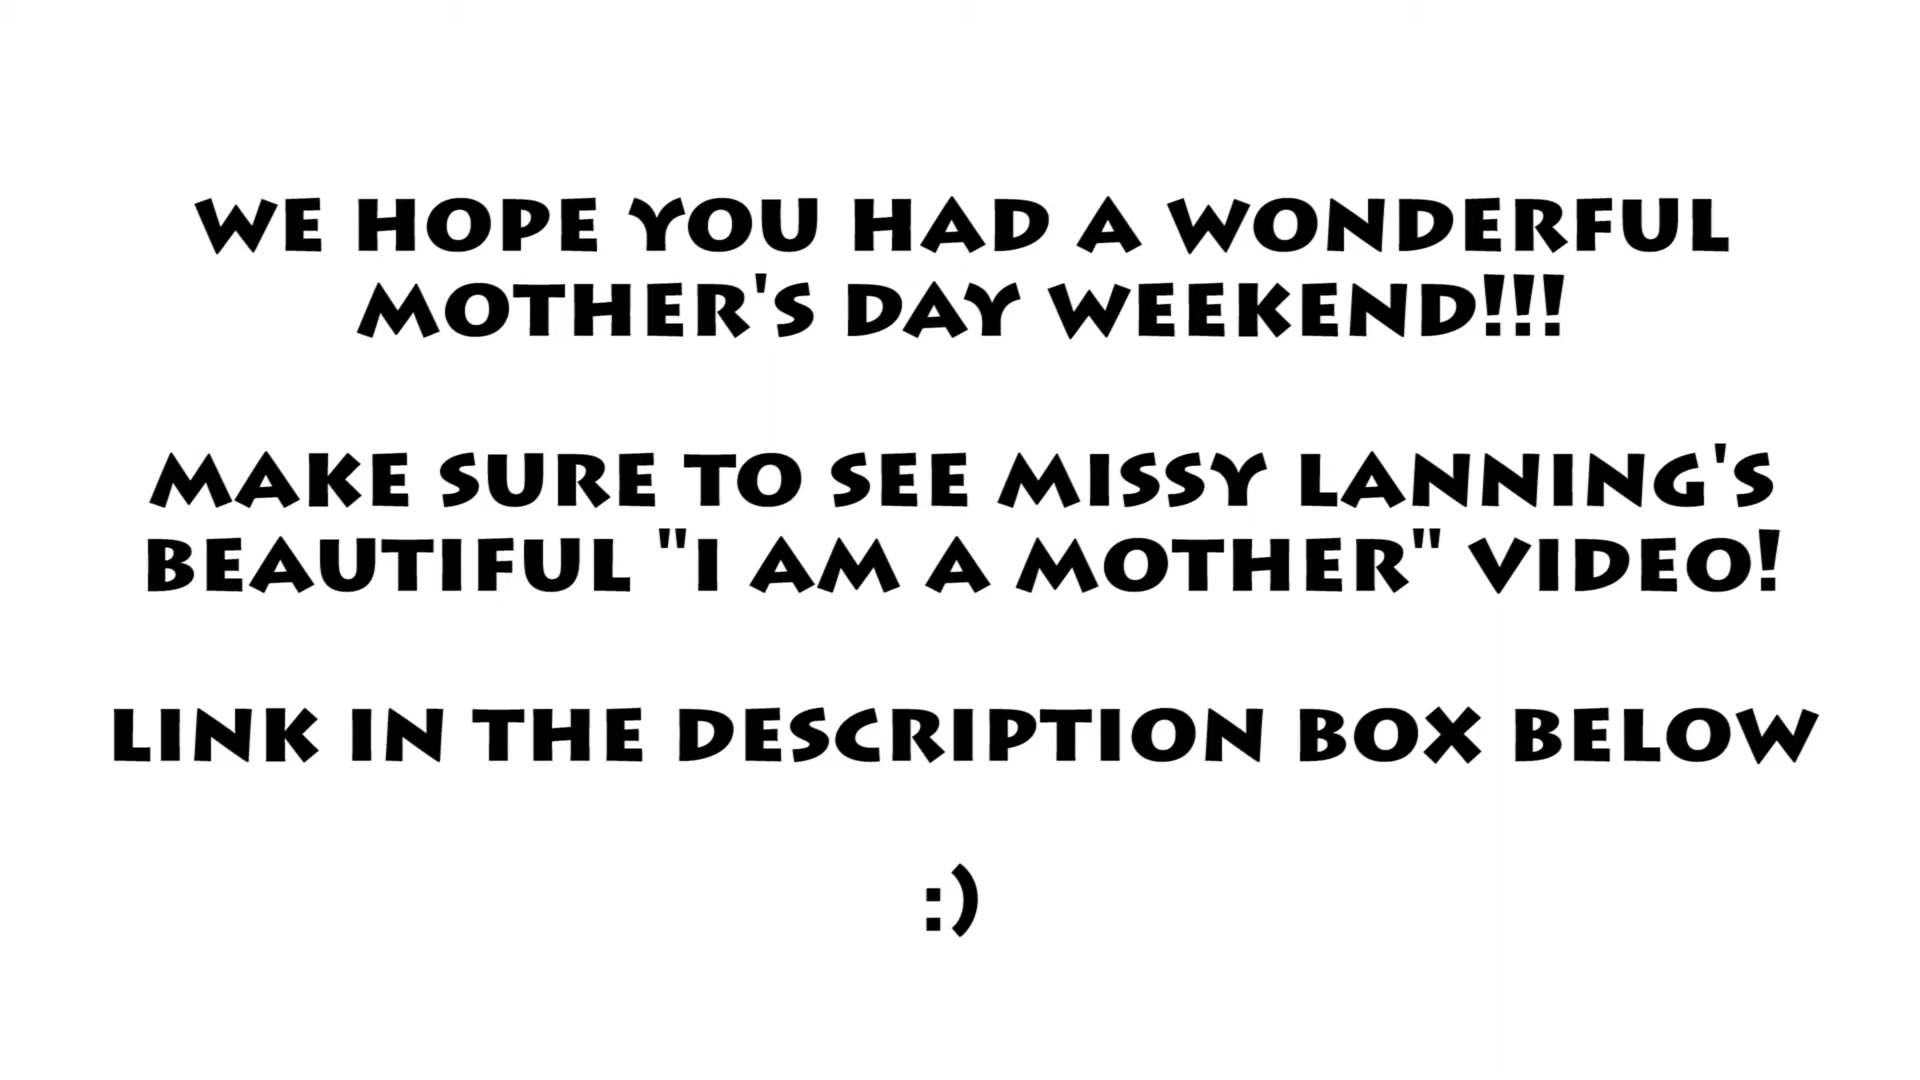 WE HOPE YOU HAD A WONDERFUL
MOTHER'S DAY WEEKEND!!!
MAKE SURE TO SEE MISSY LANNING'S
BEAUTIFUL "I AM A MOTHER" VIDEO!
LINK IN THE DESCRIPTION BOX BELOW
:)